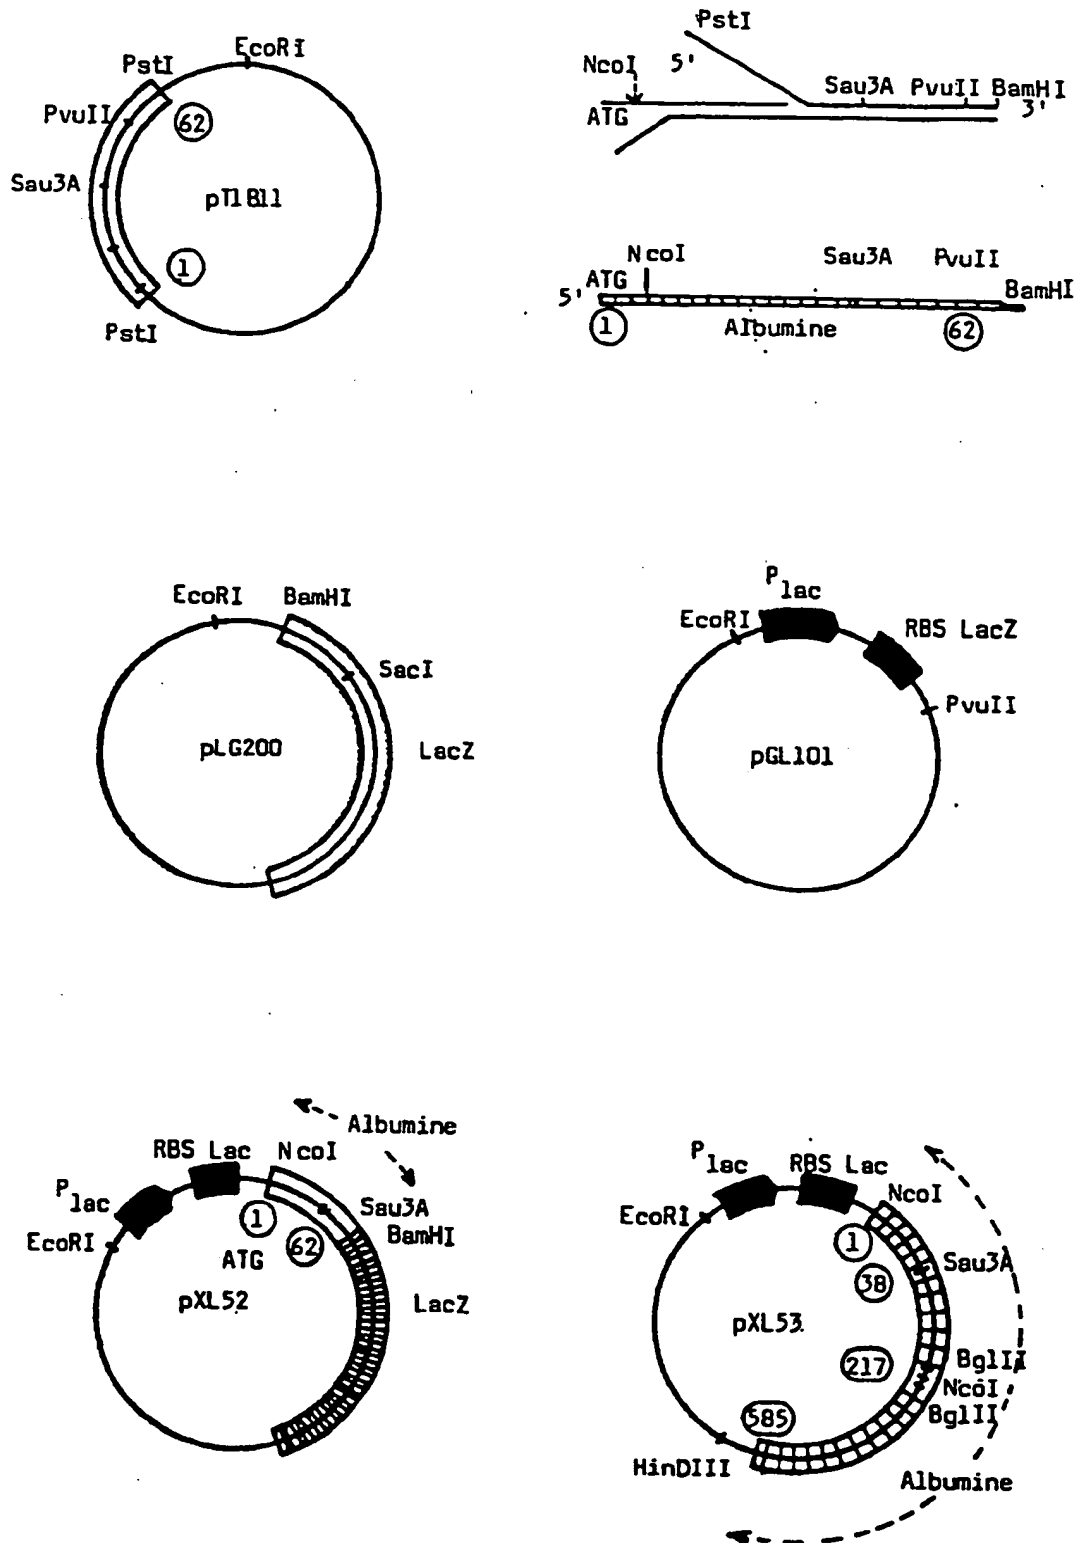 EcoRI
PstI
PvuII
62
Sau3A
pT1B11
1
PstI
PstI
NcoI 5'
Sau3A PvuII BamHI
ATG
3'
NcoI
Sau3A PvuII
ATG
BamHI
5'
1
Albumine
62
EcoRI BamHI
SacI
pLG200
LacZ
Plac
EcoRI
RBS LacZ
PvuII
pGL101
Albumine
RBS Lac NcoI
Plac
Sau3A
BamHI
1
EcoRI
62
ATG
pXL52
LacZ
Plac
RBS Lac
NcoI
EcoRI
1
Sau3A
38
pXL53
217
BglII
NcoI
BglII
585
HinDIII
Albumine